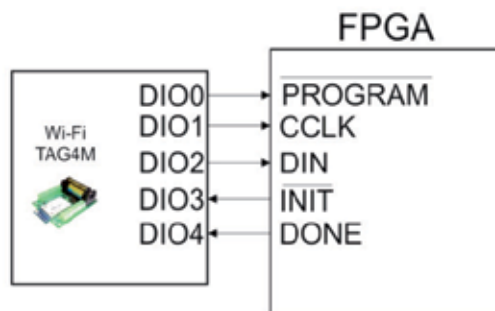 FPGA
Wi-Fi
TAG4M
DIO0 PROGRAM
DIO1 CCLK
DIO2 DIN
DIO3 INIT
DIO4 DONE